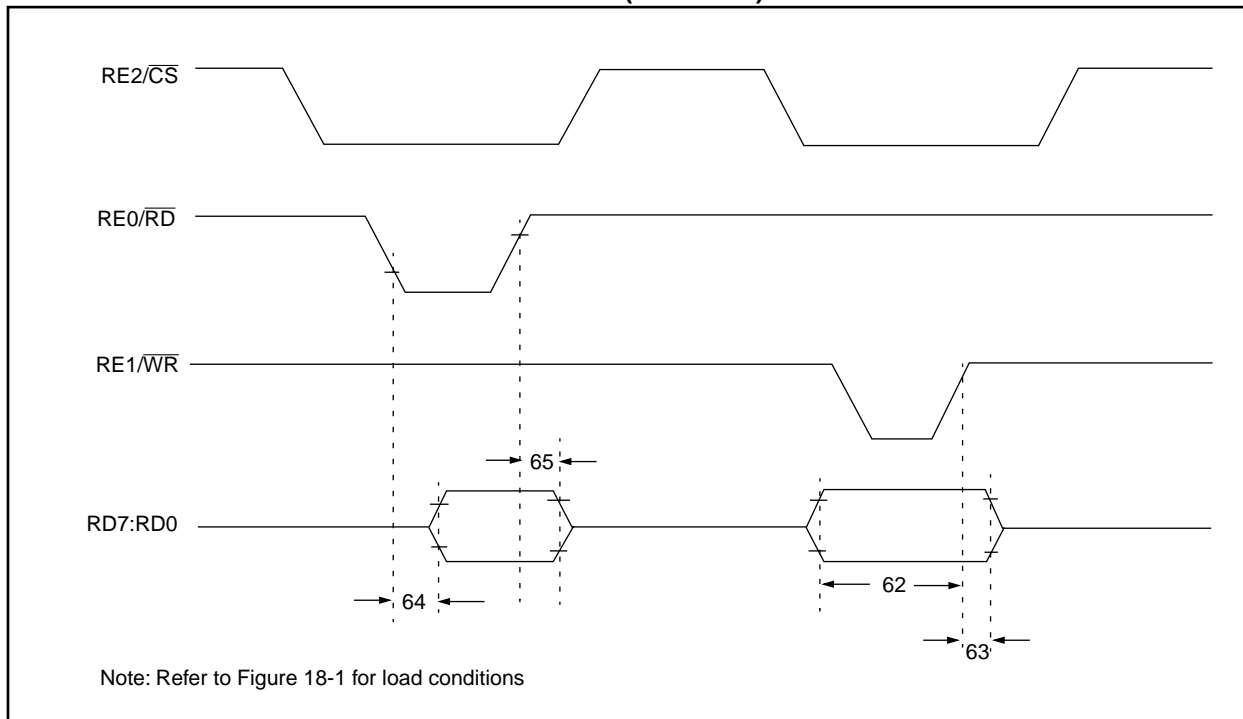 RE2/CS
RE0/RD
RE1/WR
65
RD7:RD0
64
62
63
Note: Refer to Figure 18-1 for load conditions